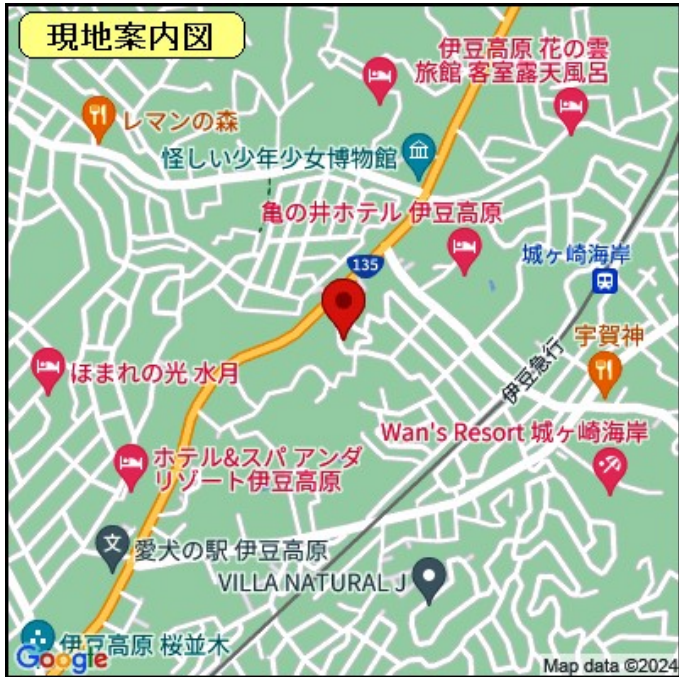 現地案内図
伊豆高原 花の雲
旅館 客室露天風呂
レマンの森
怪しい少年少女博物館
亀の井ホテル 伊豆高原
城ヶ崎海岸
135
宇賀神
伊豆急行
ほまれの光 水月
Wan's Resort 城ヶ崎海岸
ホテル&スパ アンダ
リゾート伊豆高原
愛犬の駅 伊豆高原
VILLA NATURAL J
伊豆高原 桜並木
Google
Map data ©2024